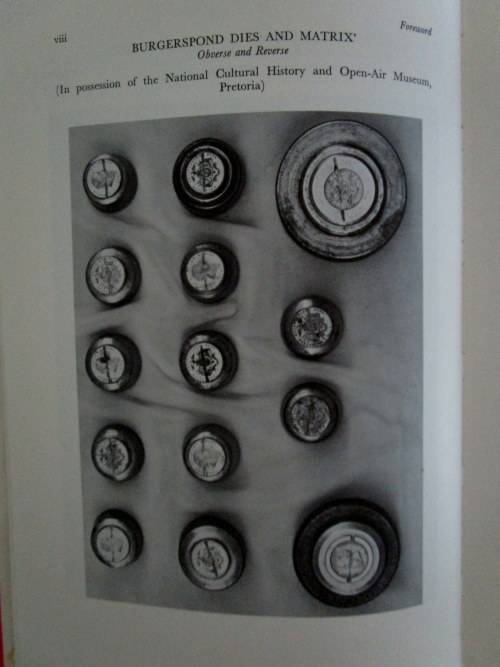 viii
Foreword
BURGERSPOND DIES AND MATRIX'
Obverse and Reverse
(In possession of the National Cultural History and Open-Air Museum,
Pretoria)